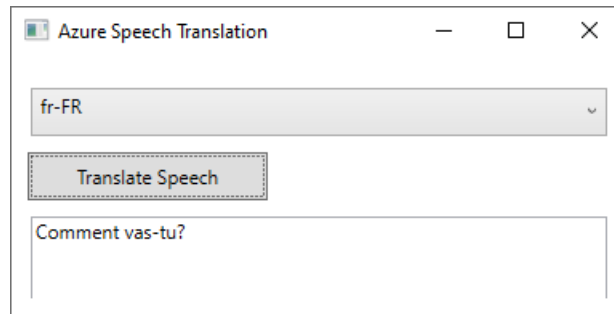 Azure Speech Translation
fr-FR
Translate Speech
Comment vas-tu?